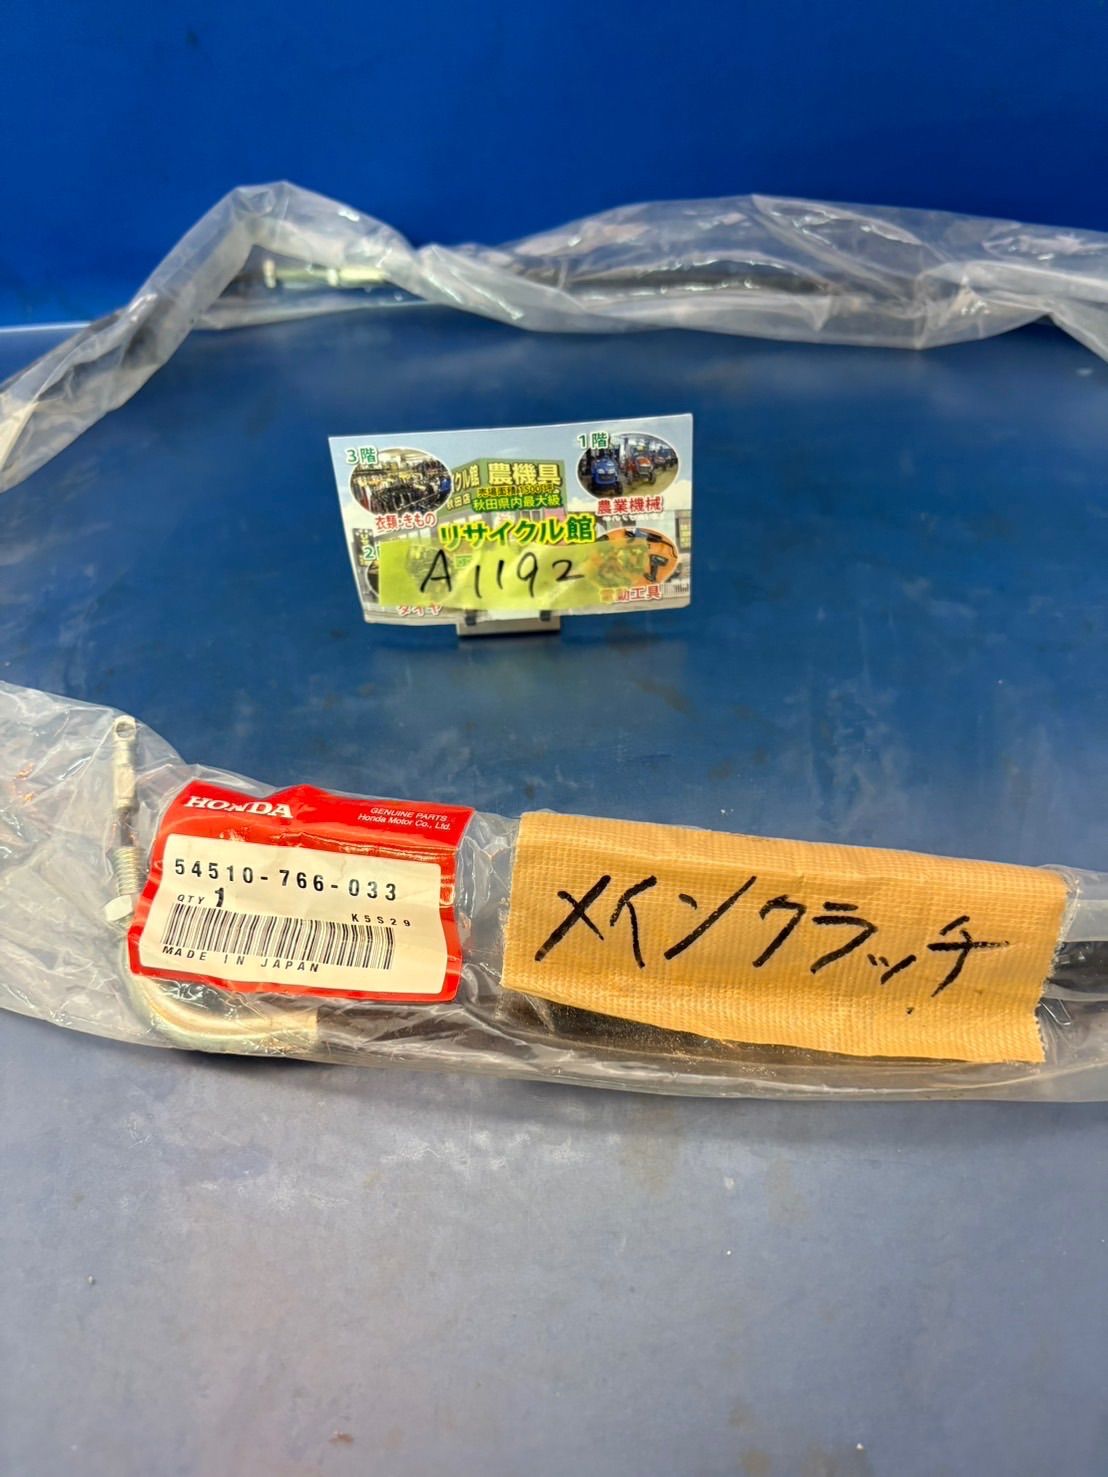 3階
1階
農機具
秋田県内最大級
リサイクル館
衣類・きもの
農業機械
A1192
電動工具
タイヤ
HONDA
GENUINE PARTS
Honda Motor Co., Ltd.
54510-766-033
QTY 1
K5S29
MADE IN JAPAN
メインクラッチ